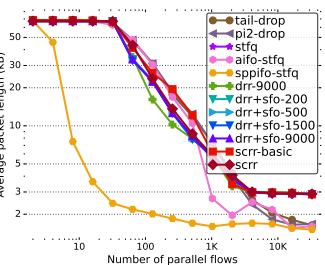 Average packet length (KB)
50
20
10
5
3
2
10
100
1K
10K
Number of parallel flows
tail-drop
pi2-drop
stfq
aifo-stfq
sppifo-stfq
drr-9000
drr+sfo-200
drr+sfo-500
drr+sfo-1500
drr+sfo-9000
scrr-basic
scrr